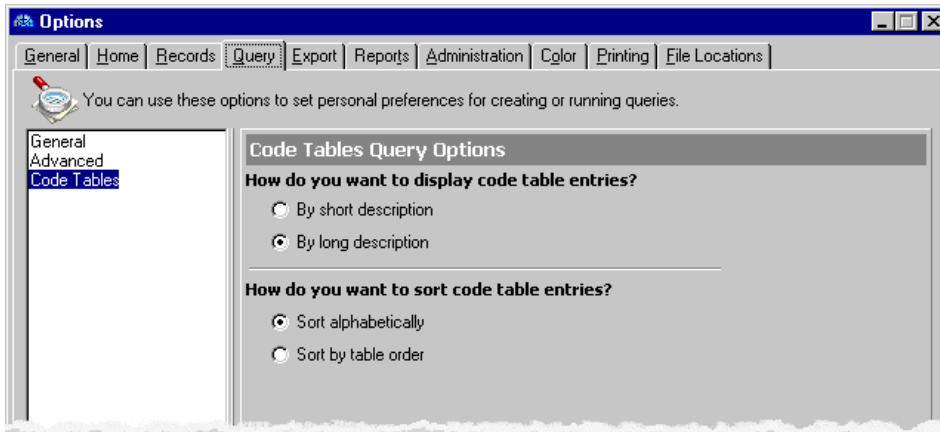 Options
General Home Records Query Export Reports Administration Color Printing File Locations
You can use these options to set personal preferences for creating or running queries.
General
Advanced
Code Tables
Code Tables Query Options
How do you want to display code table entries?
By short description
By long description
How do you want to sort code table entries?
Sort alphabetically
Sort by table order